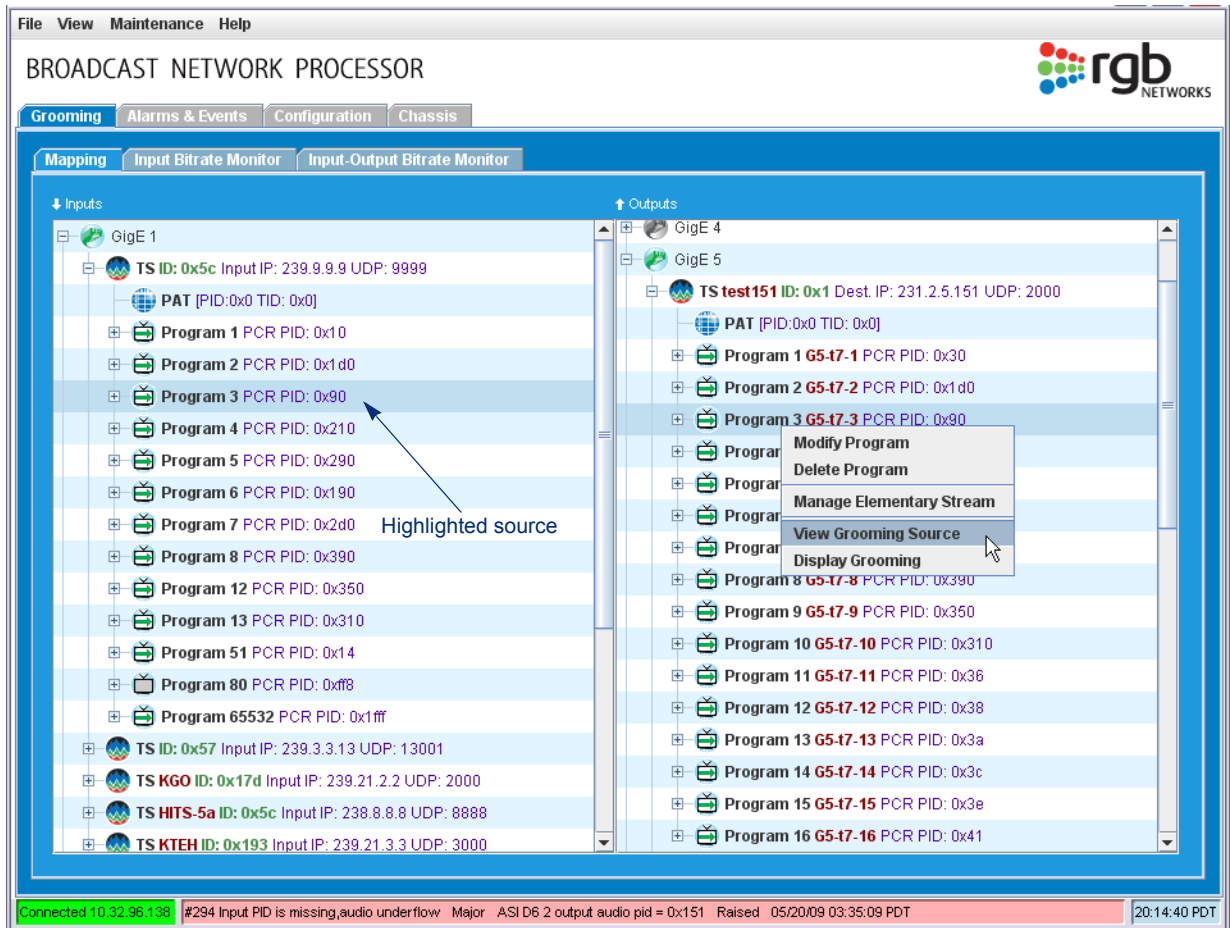 File View Maintenance Help
BROADCAST NETWORK PROCESSOR
rgb
NETWORKS
Grooming Alarms & Events Configuration Chassis
Mapping Input Bitrate Monitor Input-Output Bitrate Monitor
Inputs
GigE 1
TS ID: 0x5c Input IP: 239.9.9.9 UDP: 9999
PAT [PID:0x0 TID: 0x0]
Program 1 PCR PID: 0x10
Program 2 PCR PID: 0x1d0
Program 3 PCR PID: 0x90
Program 4 PCR PID: 0x210
Program 5 PCR PID: 0x290
Program 6 PCR PID: 0x190
Program 7 PCR PID: 0x2d0
Highlighted source
Program 8 PCR PID: 0x390
Program 12 PCR PID: 0x350
Program 13 PCR PID: 0x310
Program 51 PCR PID: 0x14
Program 80 PCR PID: 0xff8
Program 65532 PCR PID: 0x1fff
TS ID: 0x57 Input IP: 239.3.3.13 UDP: 13001
TS KGO ID: 0x17d Input IP: 239.21.2.2 UDP: 2000
TS HITS-5a ID: 0x5c Input IP: 238.8.8.8 UDP: 8888
TS KTEH ID: 0x193 Input IP: 239.21.3.3 UDP: 3000
Outputs
GigE 4
GigE 5
TS test151 ID: 0x1 Dest. IP: 231.2.5.151 UDP: 2000
PAT [PID:0x0 TID: 0x0]
Program 1 G5-t7-1 PCR PID: 0x30
Program 2 G5-t7-2 PCR PID: 0x1d0
Program 3 G5-t7-3 PCR PID: 0x90
Prograr
Prograr
Prograr
Prograr
Modify Program
Delete Program
Manage Elementary Stream
View Grooming Source
Display Grooming
Program 8 G5-t7-8 PCR PID: 0x390
Program 9 G5-t7-9 PCR PID: 0x350
Program 10 G5-t7-10 PCR PID: 0x310
Program 11 G5-t7-11 PCR PID: 0x36
Program 12 G5-t7-12 PCR PID: 0x38
Program 13 G5-t7-13 PCR PID: 0x3a
Program 14 G5-t7-14 PCR PID: 0x3c
Program 15 G5-t7-15 PCR PID: 0x3e
Program 16 G5-t7-16 PCR PID: 0x41
Connected 10.32.96.138 #294 Input PID is missing,audio underflow Major ASI D6 2 output audio pid = 0x151 Raised 05/20/09 03:35:09 PDT 20:14:40 PDT